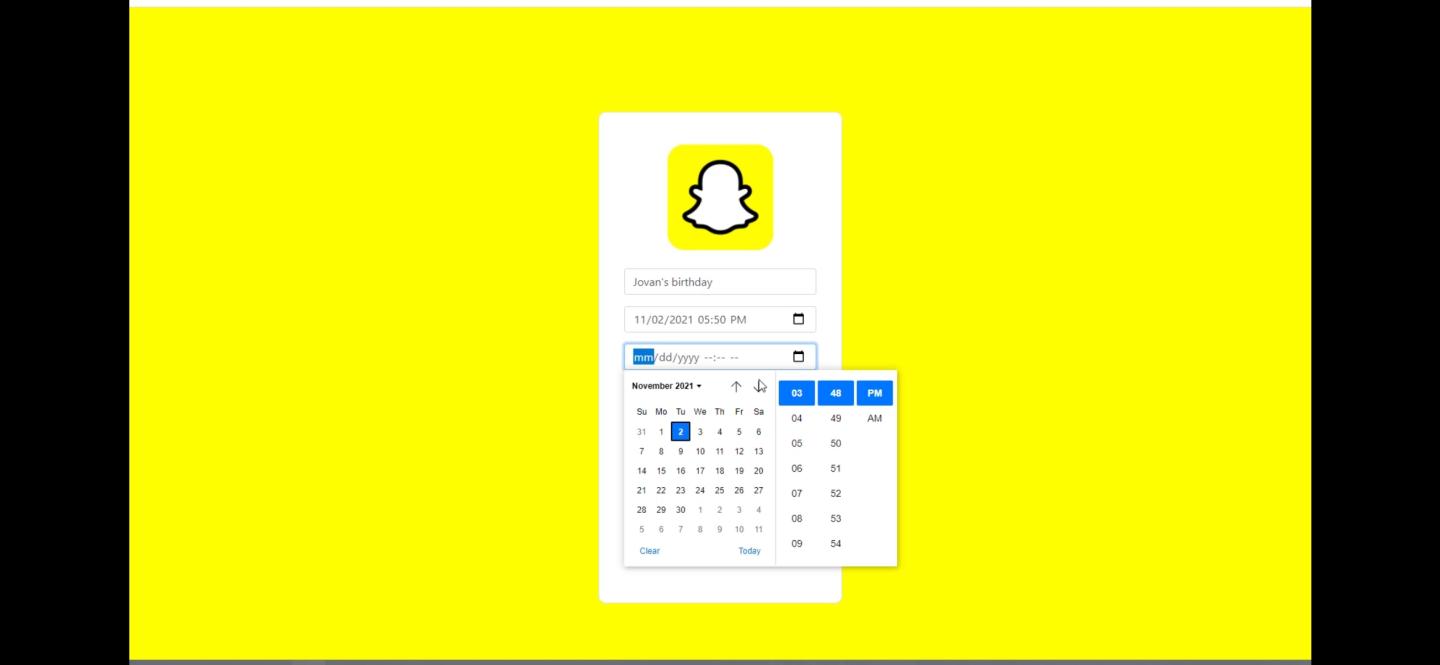 Jovan's birthday
11/02/2021 05:50 PM
mm/dd/yyyy --:-- --
November 2021
Su Mo Tu We Th Fr Sa
31 1 2 3 4 5 6
7 8 9 10 11 12 13
14 15 16 17 18 19 20
21 22 23 24 25 26 27
28 29 30 1 2 3 4
5 6 7 8 9 10 11
Clear Today
03 48 PM
04 49 AM
05 50
06 51
07 52
08 53
09 54